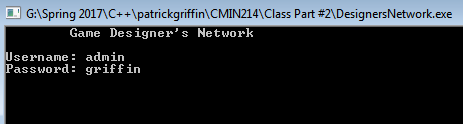 G:\Spring 2017\C++\patrickgriffin\CMIN214\Class Part #2\DesignersNetwork.exe
Game Designer's Network
Username: admin
Password: griffin